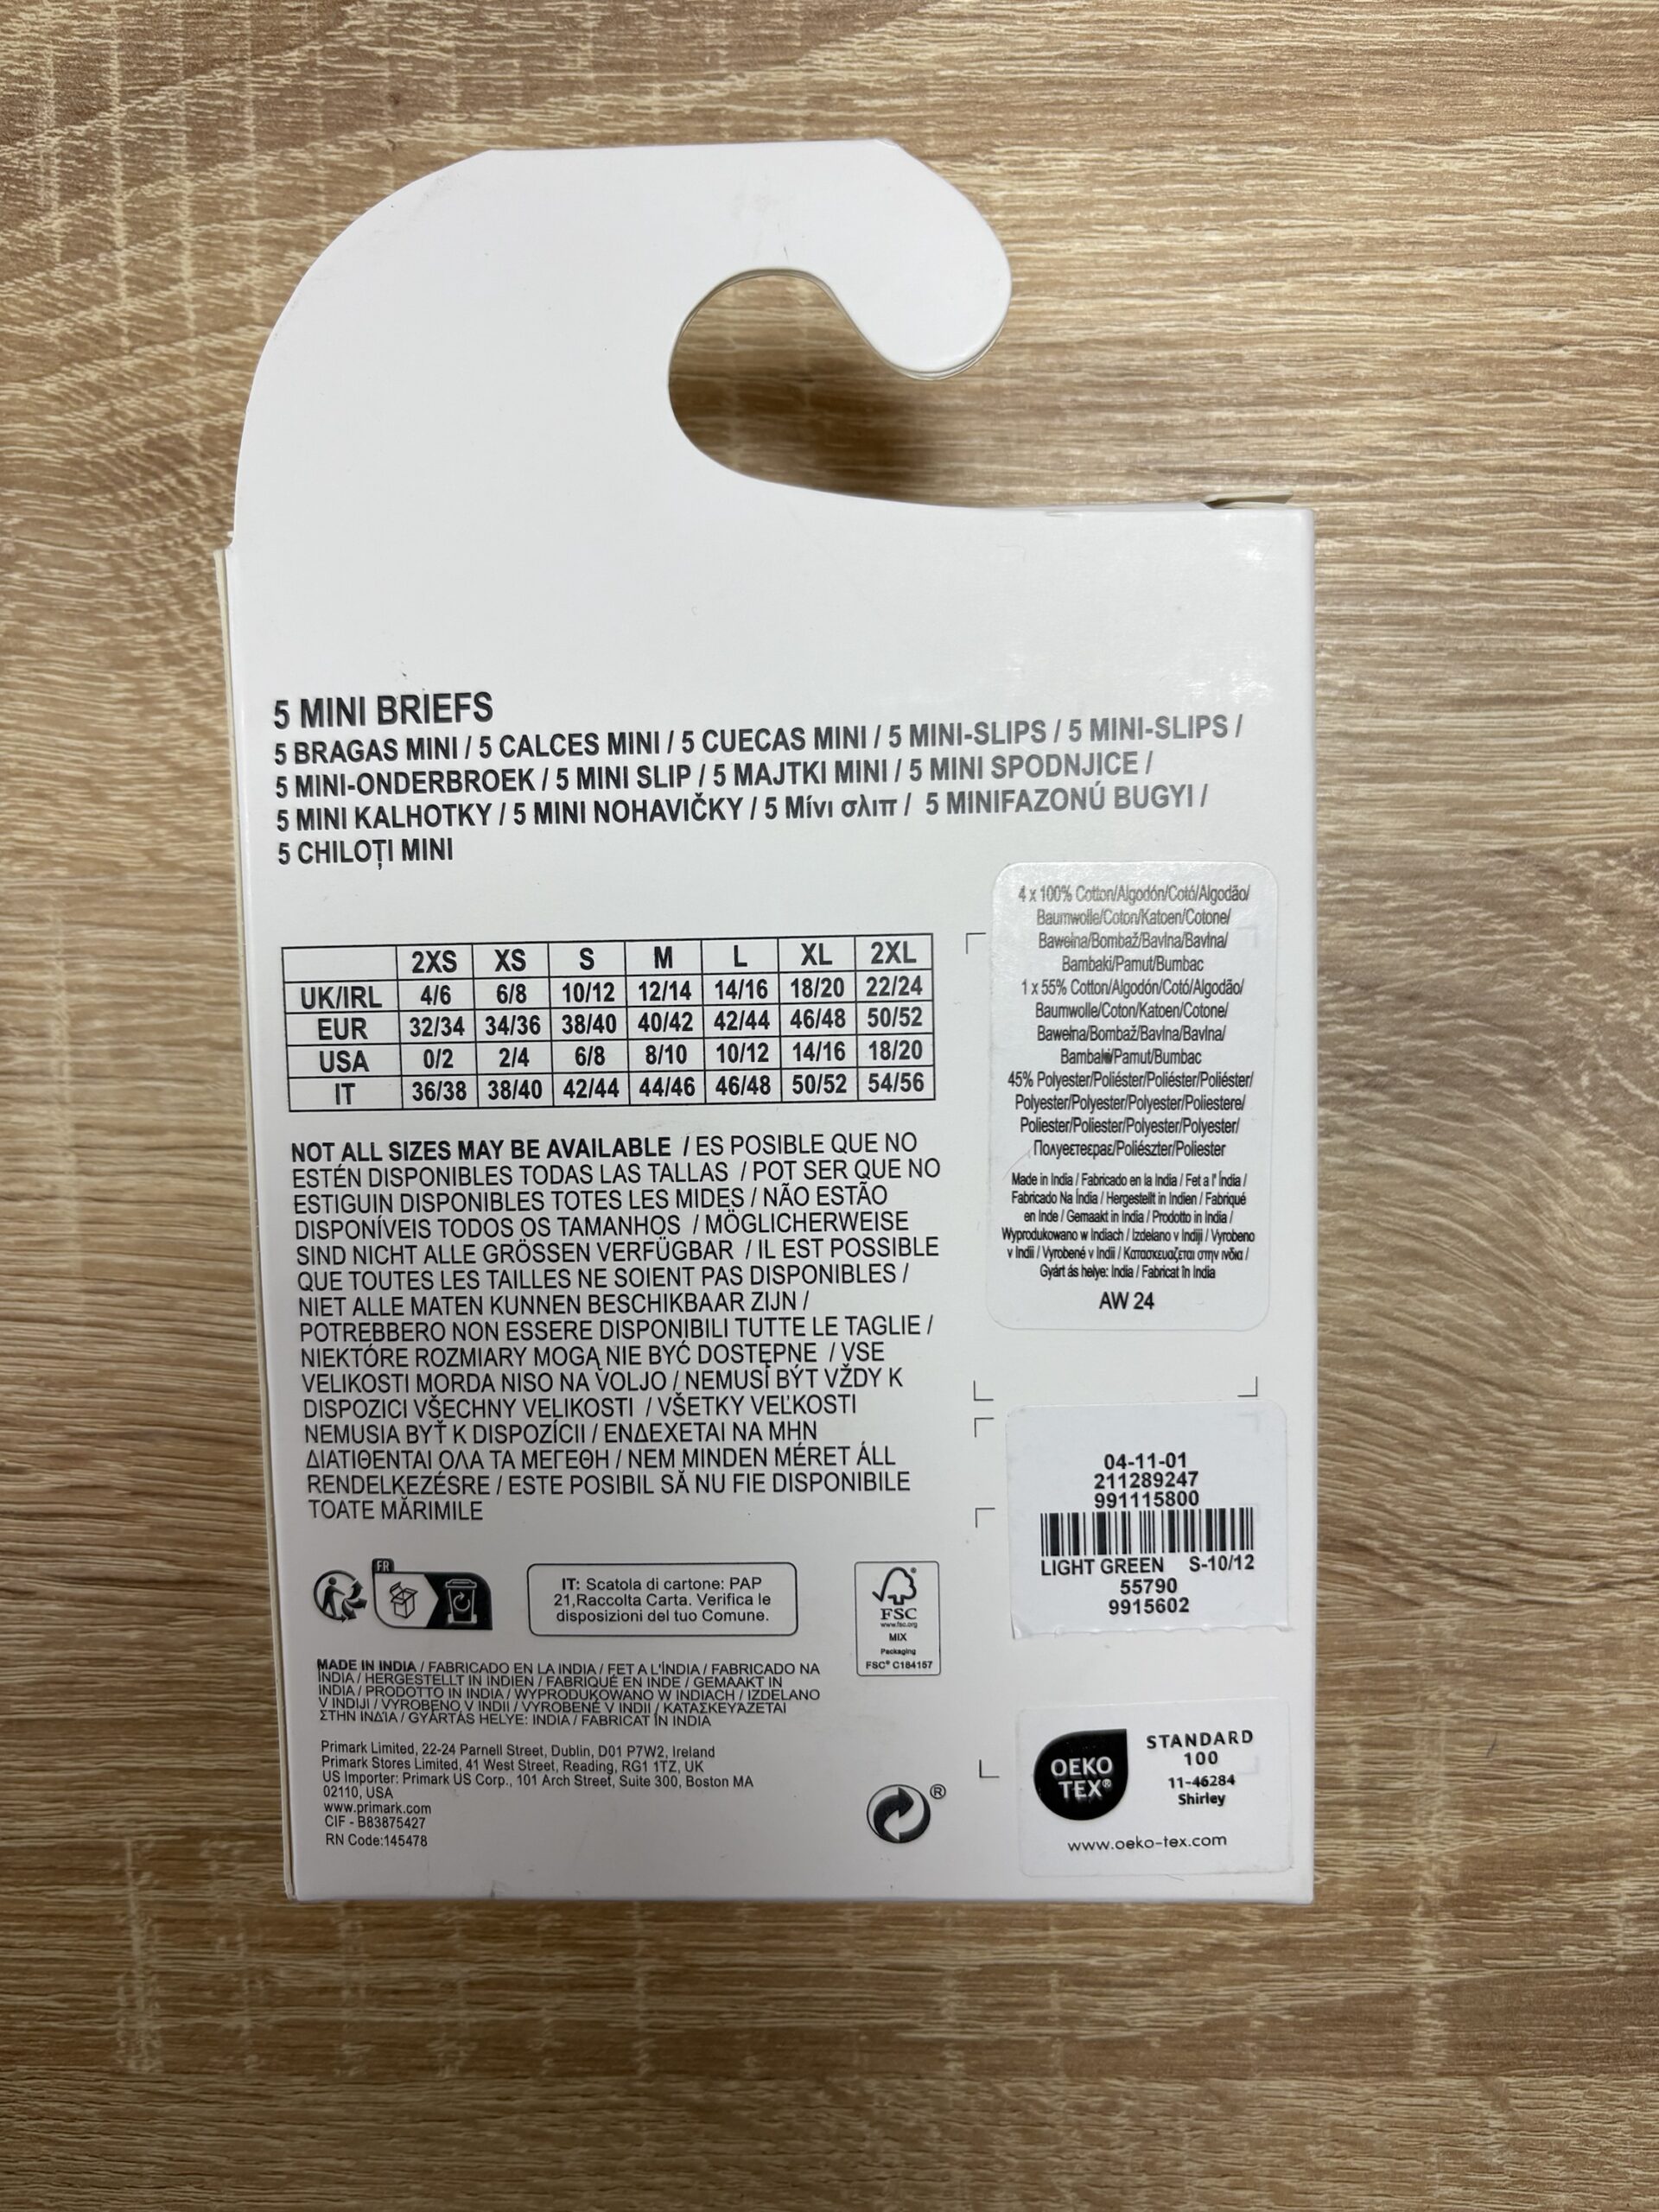 5 MINI BRIEFS
5 BRAGAS MINI / 5 CALCES MINI / 5 CUECAS MINI / 5 MINI-SLIPS / 5 MINI-SLIPS /
5 MINI-ONDERBROEK / 5 MINI SLIP / 5 MAJTKI MINI / 5 MINI SPODNJICE /
5 MINI KALHOTKY / 5 MINI NOHAVIČKY / 5 Μίνι σλιπ / 5 MINIFAZONÚ BUGYI /
5 CHILOȚI MINI
2XS XS S M L XL 2XL
UK/IRL 4/6 6/8 10/12 12/14 14/16 18/20 22/24
EUR 32/34 34/36 38/40 40/42 42/44 46/48 50/52
USA 0/2 2/4 6/8 8/10 10/12 14/16 18/20
IT 36/38 38/40 42/44 44/46 46/48 50/52 54/56
NOT ALL SIZES MAY BE AVAILABLE / ES POSIBLE QUE NO
ESTÉN DISPONIBLES TODAS LAS TALLAS / POT SER QUE NO
ESTIGUIN DISPONIBLES TOTES LES MIDES / NÃO ESTÃO
DISPONÍVEIS TODOS OS TAMANHOS / MÖGLICHERWEISE
SIND NICHT ALLE GRÖSSEN VERFÜGBAR / IL EST POSSIBLE
QUE TOUTES LES TAILLES NE SOIENT PAS DISPONIBLES /
NIET ALLE MATEN KUNNEN BESCHIKBAAR ZIJN /
POTREBBERO NON ESSERE DISPONIBILI TUTTE LE TAGLIE /
NIEKTÓRE ROZMIARY MOGĄ NIE BYĆ DOSTĘPNE / VSE
VELIKOSTI MORDA NISO NA VOLJO / NEMUSÍ BÝT VŽDY K
DISPOZICI VŠECHNY VELIKOSTI / VŠETKY VEĽKOSTI
NEMUSIA BYŤ K DISPOZÍCII / ΕΝΔΕΧΕΤΑΙ ΝΑ ΜΗΝ
ΔΙΑΤΙΘΕΝΤΑΙ ΟΛΑ ΤΑ ΜΕΓΕΘΗ / NEM MINDEN MÉRET ÁLL
RENDELKEZÉSRE / ESTE POSIBIL SĂ NU FIE DISPONIBILE
TOATE MĂRIMILE
4 x 100% Cotton/Algodón/Cotó/Algodão/
Baumwolle/Coton/Katoen/Cotone/
Bawełna/Bombaž/Bavlna/Bavlna/
Bambaki/Pamut/Bumbac
1 x 55% Cotton/Algodón/Cotó/Algodão/
Baumwolle/Coton/Katoen/Cotone/
Bawełna/Bombaž/Bavlna/Bavlna/
Bambaki/Pamut/Bumbac
45% Polyester/Poliéster/Poliéster/Poliéster/
Polyester/Polyester/Polyester/Poliestere/
Poliester/Poliester/Polyester/Polyester/
Πολυεστερας/Poliészter/Poliester
Made in India / Fabricado en la India / Fet a l' Índia /
Fabricado Na Índia / Hergestellt in Indien / Fabriqué
en Inde / Gemaakt in India / Prodotto in India /
Wyprodukowano w Indiach / Izdelano v Indiji / Vyrobeno
v Indii / Vyrobené v Indii / Κατασκευαζεται στην ινδια /
Gyárt ás helye: India / Fabricat în India
AW 24
04-11-01
211289247
991115800
LIGHT GREEN S-10/12
55790
9915602
FR
IT: Scatola di cartone: PAP
21,Raccolta Carta. Verifica le
disposizioni del tuo Comune.
FSC
www.fsc.org
MIX
Packaging
FSC® C184157
MADE IN INDIA / FABRICADO EN LA INDIA / FET A L'ÍNDIA / FABRICADO NA
ÍNDIA / HERGESTELLT IN INDIEN / FABRIQUÉ EN INDE / GEMAAKT IN
INDIA / PRODOTTO IN INDIA / WYPRODUKOWANO W INDIACH / IZDELANO
V INDIJI / VYROBENO V INDII / VYROBENÉ V INDII / ΚΑΤΑΣΚΕΥΆΖΕΤΑΙ
ΣΤΗΝ ΙΝΔΊΑ / GYÁRTÁS HELYE: INDIA / FABRICAT ÎN INDIA
Primark Limited, 22-24 Parnell Street, Dublin, D01 P7W2, Ireland
Primark Stores Limited, 41 West Street, Reading, RG1 1TZ, UK
US Importer: Primark US Corp., 101 Arch Street, Suite 300, Boston MA
02110, USA
www.primark.com
CIF - B83875427
RN Code:145478
®
OEKO
TEX®
STANDARD
100
11-46284
Shirley
www.oeko-tex.com